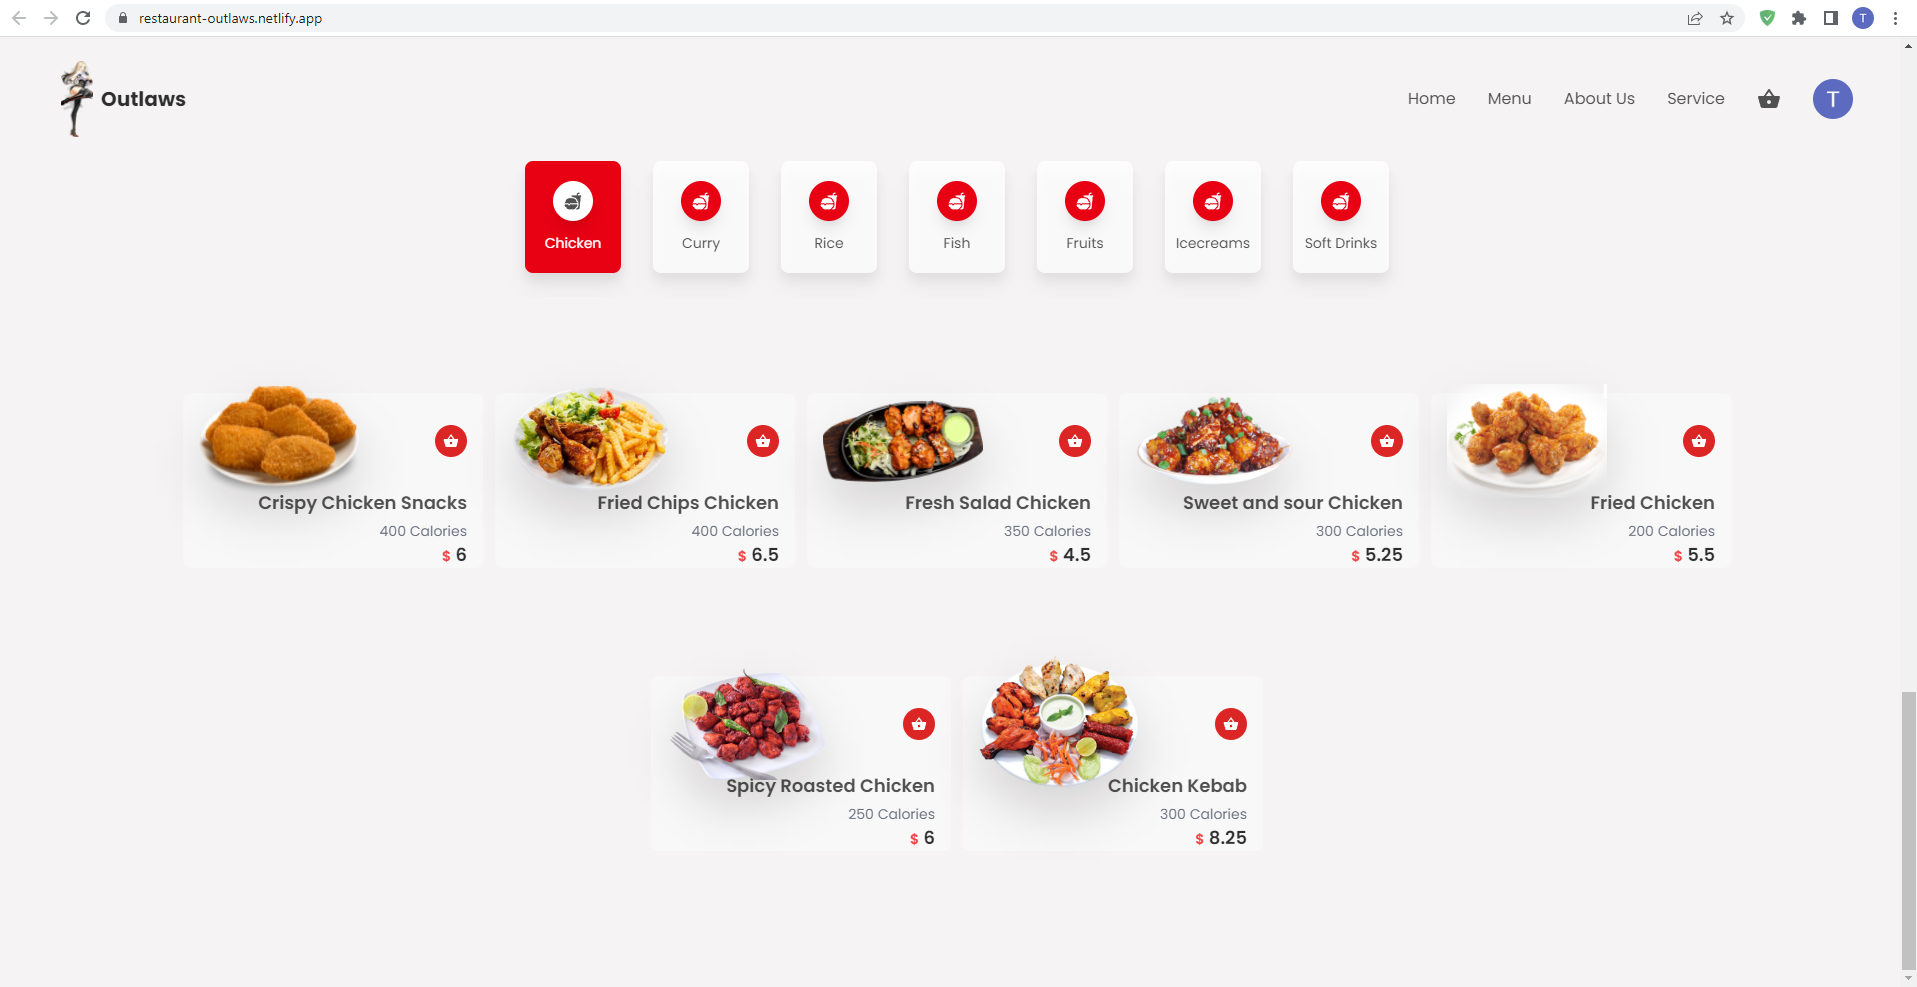 restaurant-outlaws.netlify.app
T
Outlaws
Home Menu About Us Service T
Chicken Curry Rice Fish Fruits Icecreams Soft Drinks
Crispy Chicken Snacks
400 Calories
$ 6
Fried Chips Chicken
400 Calories
$ 6.5
Fresh Salad Chicken
350 Calories
$ 4.5
Sweet and sour Chicken
300 Calories
$ 5.25
Fried Chicken
200 Calories
$ 5.5
Spicy Roasted Chicken
250 Calories
$ 6
Chicken Kebab
300 Calories
$ 8.25